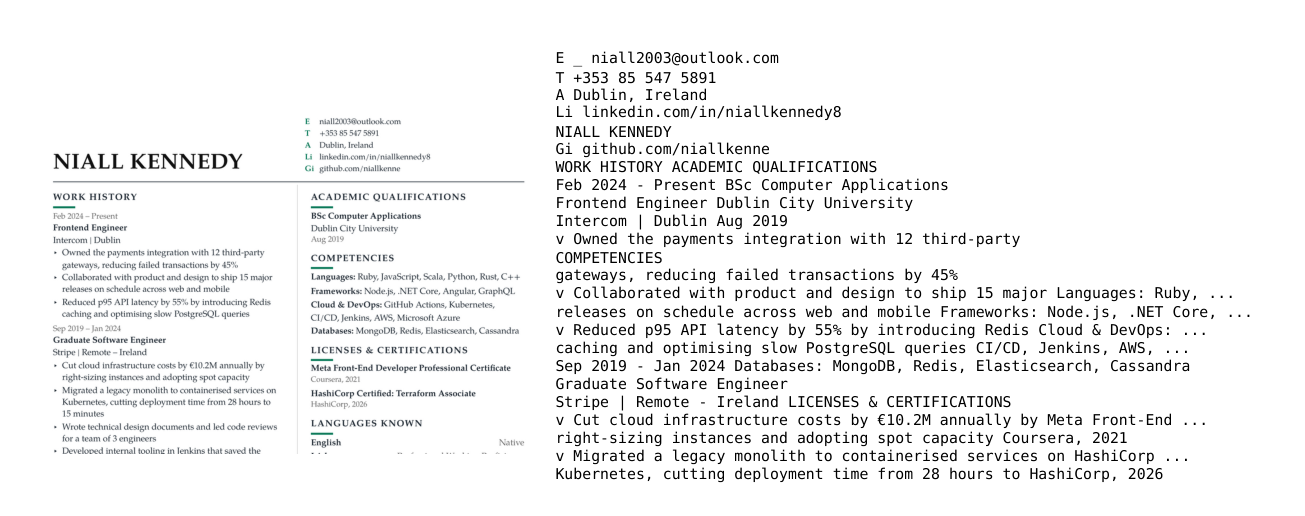 NIALL KENNEDY
E niall2003@outlook.com
T +353 85 547 5891
A Dublin, Ireland
Li linkedin.com/in/niallkennedy8
Gi github.com/niallkenne
WORK HISTORY
Feb 2024 – Present
Frontend Engineer
Intercom | Dublin
• Owned the payments integration with 12 third-party
gateways, reducing failed transactions by 45%
• Collaborated with product and design to ship 15 major
releases on schedule across web and mobile
• Reduced p95 API latency by 55% by introducing Redis
caching and optimising slow PostgreSQL queries
Sep 2019 – Jan 2024
Graduate Software Engineer
Stripe | Remote – Ireland
• Cut cloud infrastructure costs by €10.2M annually by
right-sizing instances and adopting spot capacity
• Migrated a legacy monolith to containerised services on
Kubernetes, cutting deployment time from 28 hours to
15 minutes
• Wrote technical design documents and led code reviews
for a team of 3 engineers
• Developed internal tooling in Jenkins that saved the
ACADEMIC QUALIFICATIONS
BSc Computer Applications
Dublin City University
Aug 2019
COMPETENCIES
Languages: Ruby, JavaScript, Scala, Python, Rust, C++
Frameworks: Node.js, .NET Core, Angular, GraphQL
Cloud & DevOps: GitHub Actions, Kubernetes,
CI/CD, Jenkins, AWS, Microsoft Azure
Databases: MongoDB, Redis, Elasticsearch, Cassandra
LICENSES & CERTIFICATIONS
Meta Front-End Developer Professional Certificate
Coursera, 2021
HashiCorp Certified: Terraform Associate
HashiCorp, 2026
LANGUAGES KNOWN
English Native
E _ niall2003@outlook.com
T +353 85 547 5891
A Dublin, Ireland
Li linkedin.com/in/niallkennedy8
NIALL KENNEDY
Gi github.com/niallkenne
WORK HISTORY ACADEMIC QUALIFICATIONS
Feb 2024 - Present BSc Computer Applications
Frontend Engineer Dublin City University
Intercom | Dublin Aug 2019
v Owned the payments integration with 12 third-party
COMPETENCIES
gateways, reducing failed transactions by 45%
v Collaborated with product and design to ship 15 major Languages: Ruby, ...
releases on schedule across web and mobile Frameworks: Node.js, .NET Core, ...
v Reduced p95 API latency by 55% by introducing Redis Cloud & DevOps: ...
caching and optimising slow PostgreSQL queries CI/CD, Jenkins, AWS, ...
Sep 2019 - Jan 2024 Databases: MongoDB, Redis, Elasticsearch, Cassandra
Graduate Software Engineer
Stripe | Remote - Ireland LICENSES & CERTIFICATIONS
v Cut cloud infrastructure costs by €10.2M annually by Meta Front-End ...
right-sizing instances and adopting spot capacity Coursera, 2021
v Migrated a legacy monolith to containerised services on HashiCorp ...
Kubernetes, cutting deployment time from 28 hours to HashiCorp, 2026